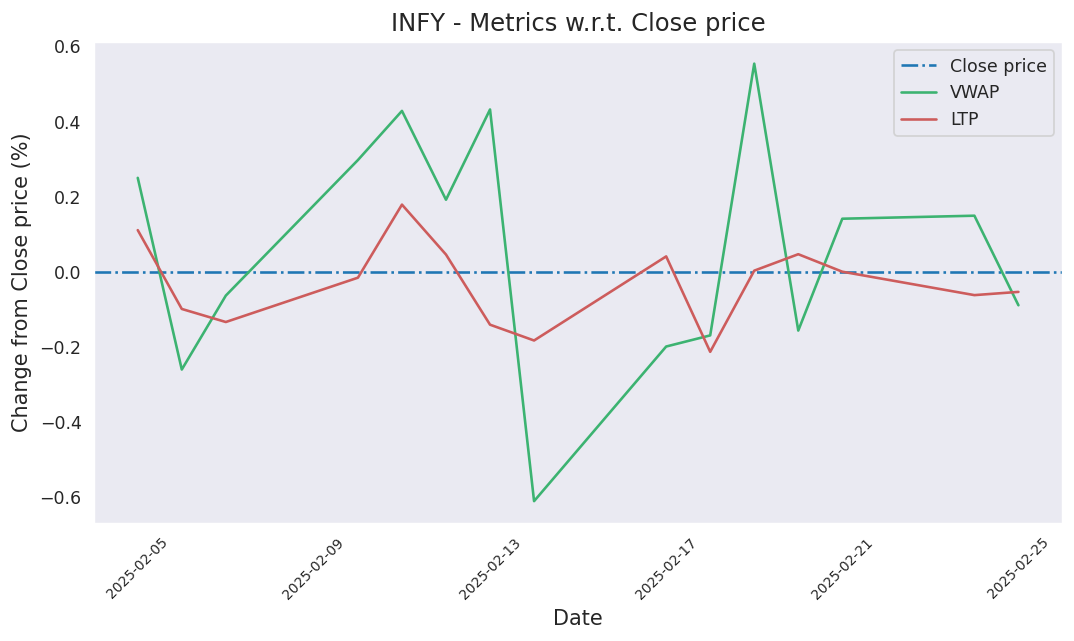 INFY - Metrics w.r.t. Close price
Close price
VWAP
LTP
Change from Close price (%)
0.6
0.4
0.2
0.0
−0.2
−0.4
−0.6
2025-02-05
2025-02-09
2025-02-13
2025-02-17
2025-02-21
2025-02-25
Date